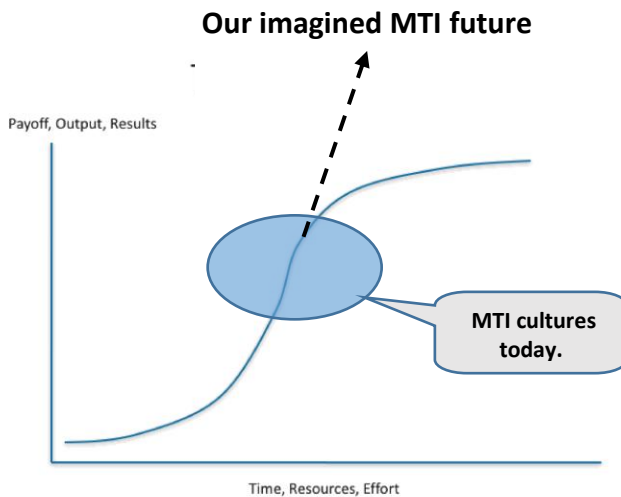 Our imagined MTI future
Payoff, Output, Results
MTI cultures
today.
Time, Resources, Effort